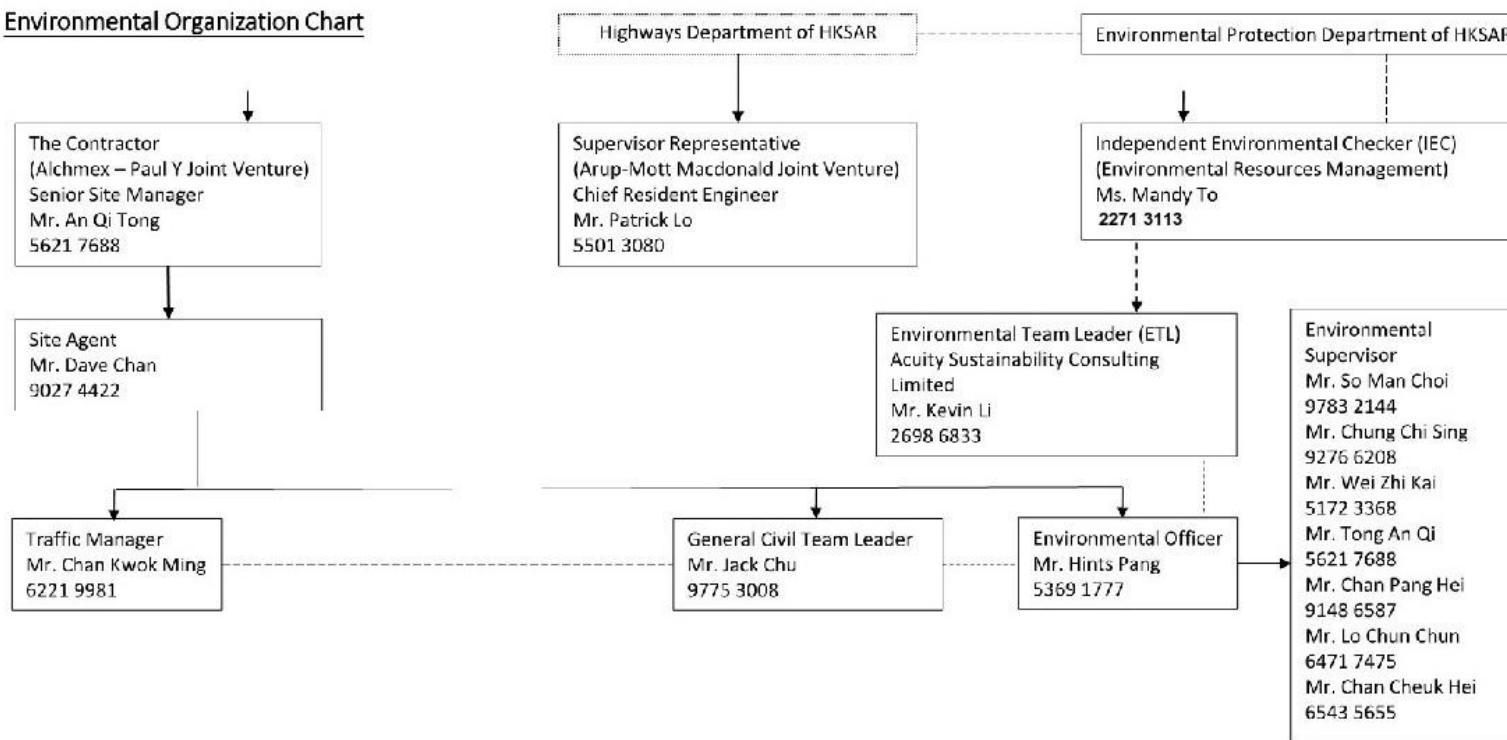 Environmental Organization Chart
Highways Department of HKSAR
Environmental Protection Department of HKSAR
The Contractor
(Alchmex – Paul Y Joint Venture)
Senior Site Manager
Mr. An Qi Tong
5621 7688
Supervisor Representative
(Arup-Mott Macdonald Joint Venture)
Chief Resident Engineer
Mr. Patrick Lo
5501 3080
Independent Environmental Checker (IEC)
(Environmental Resources Management)
Ms. Mandy To
2271 3113
Site Agent
Mr. Dave Chan
9027 4422
Environmental Team Leader (ETL)
Acuity Sustainability Consulting
Limited
Mr. Kevin Li
2698 6833
Traffic Manager
Mr. Chan Kwok Ming
6221 9981
General Civil Team Leader
Mr. Jack Chu
9775 3008
Environmental Officer
Mr. Hints Pang
5369 1777
Environmental
Supervisor
Mr. So Man Choi
9783 2144
Mr. Chung Chi Sing
9276 6208
Mr. Wei Zhi Kai
5172 3368
Mr. Tong An Qi
5621 7688
Mr. Chan Pang Hei
9148 6587
Mr. Lo Chun Chun
6471 7475
Mr. Chan Cheuk Hei
6543 5655